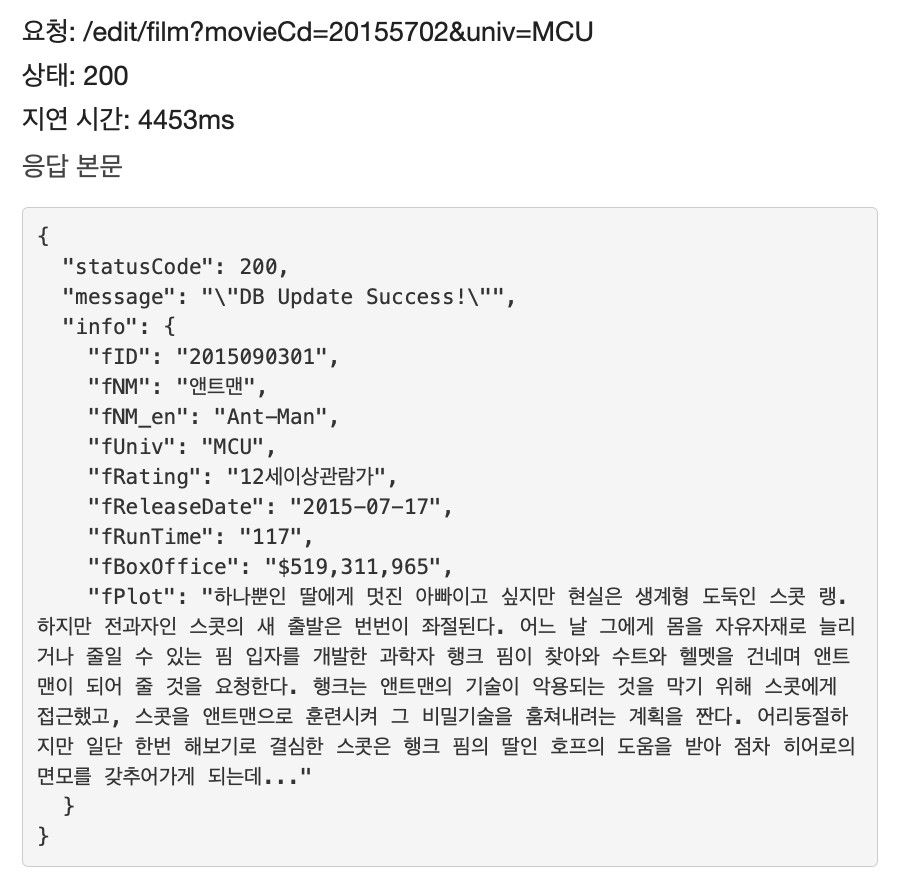 요청: /edit/film?movieCd=20155702&univ=MCU
상태: 200
지연 시간: 4453ms
응답 본문
{
  "statusCode": 200,
  "message": "\"DB Update Success!\"",
  "info": {
    "fID": "2015090301",
    "fNM": "앤트맨",
    "fNM_en": "Ant-Man",
    "fUniv": "MCU",
    "fRating": "12세이상관람가",
    "fReleaseDate": "2015-07-17",
    "fRunTime": "117",
    "fBoxOffice": "$519,311,965",
    "fPlot": "하나뿐인 딸에게 멋진 아빠이고 싶지만 현실은 생계형 도둑인 스콧 랭.
하지만 전과자인 스콧의 새 출발은 번번이 좌절된다. 어느 날 그에게 몸을 자유자재로 늘리
거나 줄일 수 있는 핌 입자를 개발한 과학자 행크 핌이 찾아와 수트와 헬멧을 건네며 앤트
맨이 되어 줄 것을 요청한다. 행크는 앤트맨의 기술이 악용되는 것을 막기 위해 스콧에게
접근했고, 스콧을 앤트맨으로 훈련시켜 그 비밀기술을 훔쳐내려는 계획을 짠다. 어리둥절하
지만 일단 한번 해보기로 결심한 스콧은 행크 핌의 딸인 호프의 도움을 받아 점차 히어로의
면모를 갖추어가게 되는데..."
  }
}